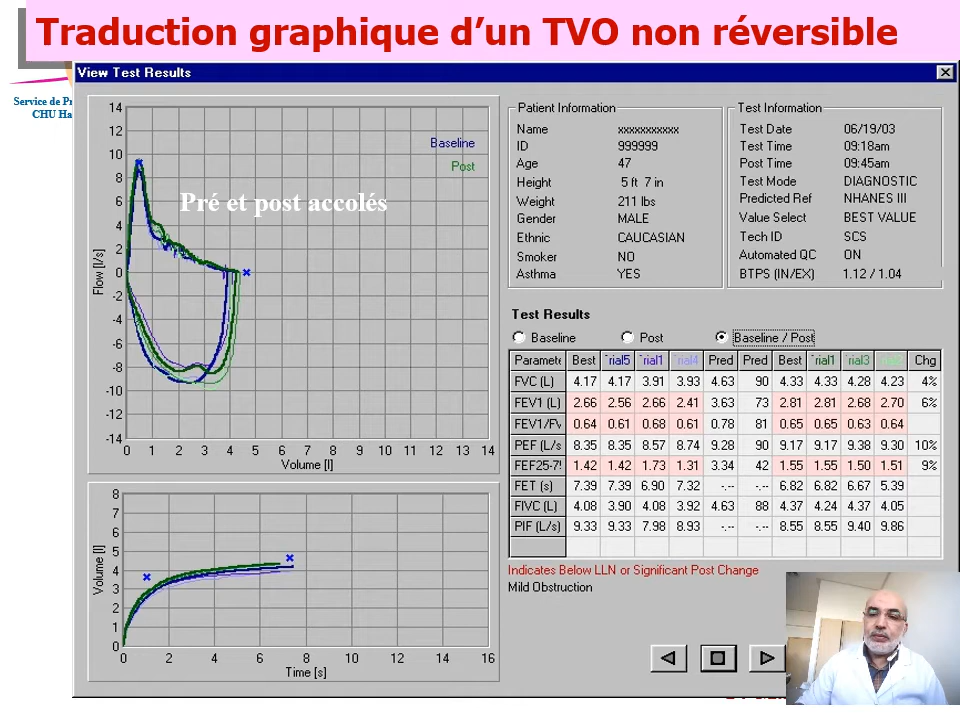 Traduction graphique d'un TVO non réversible
Service de Pr
CHU Ha
View Test Results
14
12
10
8
6
4
2
0
-2
-4
-6
-8
-10
-12
-14
Flow [l/s]
0 1 2 3 4 5 6 7 8 9 10 11 12 13 14
Volume [l]
Baseline
Post
Pré et post accolés
8
7
6
5
4
3
2
1
0
Volume [l]
0 2 4 6 8 10 12 14 16
Time [s]
Patient Information
Name xxxxxxxxxxx
ID 999999
Age 47
Height 5 ft 7 in
Weight 211 lbs
Gender MALE
Ethnic CAUCASIAN
Smoker NO
Asthma YES
Test Information
Test Date 06/19/03
Test Time 09:18am
Post Time 09:45am
Test Mode DIAGNOSTIC
Predicted Ref NHANES III
Value Select BEST VALUE
Tech ID SCS
Automated QC ON
BTPS (IN/EX) 1.12 / 1.04
Test Results
Baseline Post Baseline / Post
Paramete Best rial5 rial1 rial4 Pred Pred Best rial1 rial3 Chg
FVC (L) 4.17 4.17 3.91 3.93 4.63 90 4.33 4.33 4.28 4.23 4%
FEV1 (L) 2.66 2.56 2.66 2.41 3.63 73 2.81 2.81 2.68 2.70 6%
FEV1/FV 0.64 0.61 0.68 0.61 0.78 81 0.65 0.65 0.63 0.64
PEF (L/s 8.35 8.35 8.57 8.74 9.28 90 9.17 9.17 9.38 9.30 10%
FEF25-7! 1.42 1.42 1.73 1.31 3.34 42 1.55 1.55 1.50 1.51 9%
FET (s) 7.39 7.39 6.90 7.32 -.-- -.-- 6.82 6.82 6.67 5.39
FIVC (L) 4.08 3.90 4.08 3.92 4.63 88 4.37 4.24 4.37 4.05
PIF (L/s) 9.33 9.33 7.98 8.93 -.-- -.-- 8.55 8.55 9.40 9.86
Indicates Below LLN or Significant Post Change
Mild Obstruction